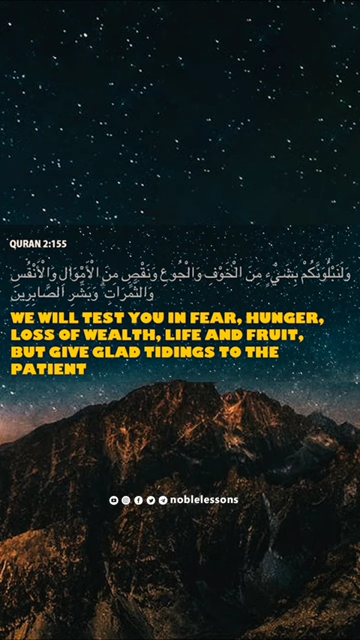 QURAN 2:155
وَلَنَبْلُوَنَّكُمْ بِشَيْءٍ مِنَ الْخَوْفِ وَالْجُوعِ وَنَقْصٍ مِنَ الْأَمْوَالِ وَالْأَنْفُسِ
وَالثَّمَرَاتِ ۗ وَبَشِّرِ الصَّابِرِينَ
WE WILL TEST YOU IN FEAR, HUNGER,
LOSS OF WEALTH, LIFE AND FRUIT,
BUT GIVE GLAD TIDINGS TO THE
PATIENT
noblelessons